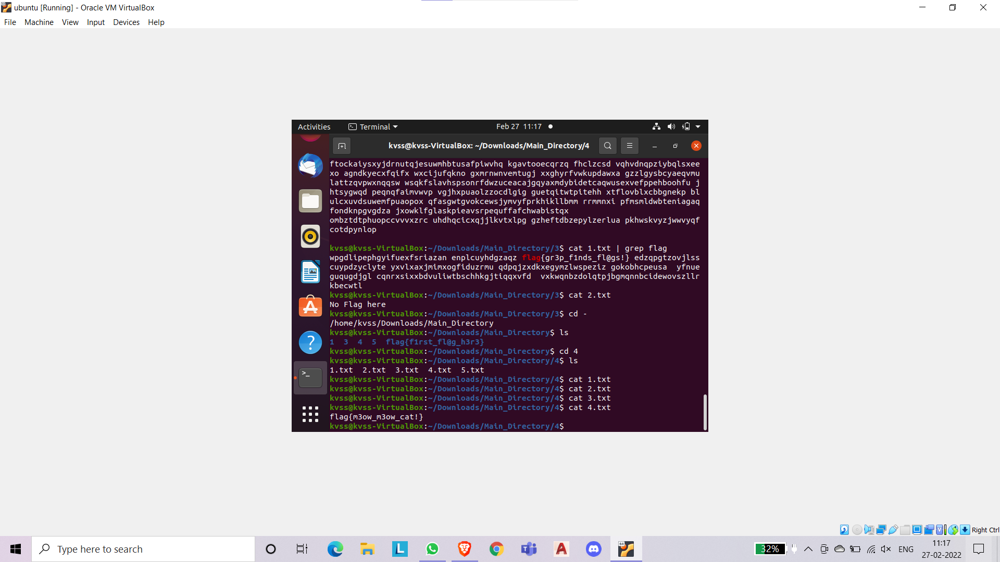 ubuntu [Running] - Oracle VM VirtualBox
File Machine View Input Devices Help
Activities Terminal Feb 27 11:17
kvss@kvss-VirtualBox: ~/Downloads/Main_Directory/4
ftockaiysxyjdrnutqjesuwmhbtusafpiwvhq kgavtooecqrzq fhclzcsd vqhvdnqpziybqlsxee
xo agndkyecxfqifx wxcijufqkno gxmrnwnvemtugj xxghyrfvwkupdawxa gzzlgysbcyaeqvmu
lattzqvpwxnqqsw wsqkfslavhspsonrfdwzuceacajgqyaxmdybidetcaqwusexvefppehboohfu j
htsygwqd peqnqfaimvwvp vgjhxpuaolzzocdlgig guetqitwtpitehh xtflovblxcbbgnekp bl
ulcxuvdsuwemfpuaopox qfasgwtgvokcewsjymvyfprkhikllbmm rrmmnxi pfmsmldwbteniagaq
fondknpgvgdza jxowklfglaskpieavsrpequffafchwabistqx
ombztdtphuopccvvvxzrc uhdhqcicxqjjlkvtxlpg gzheftdbzepylzerlua pkhwskvyzjwwvyqf
cotdpynlop
kvss@kvss-VirtualBox:~/Downloads/Main_Directory/3$ cat 1.txt | grep flag
wpgdlipephgyifuexfsriazan enplcuyhdgzaqz flag{gr3p_f1nds_fl@gs!} edzqpgtzovjlss
cuypdzyclyte yxvlxaxjmimxogfiduzrmu qdpqjzxdkxegymzlwspeziz gokobhcpeusa  yfnue
guqugdjgl cqnrxsixxbdvuliwtbschhkgjtiqqxvfd  vxkwqnbzdolqtpjbgmqnnbcidewovszllr
kbecwtl
kvss@kvss-VirtualBox:~/Downloads/Main_Directory/3$ cat 2.txt
No Flag here
kvss@kvss-VirtualBox:~/Downloads/Main_Directory/3$ cd -
/home/kvss/Downloads/Main_Directory
kvss@kvss-VirtualBox:~/Downloads/Main_Directory$ ls
1  3  4  5  flag{f1rst_fl@g_h3r3}
kvss@kvss-VirtualBox:~/Downloads/Main_Directory$ cd 4
kvss@kvss-VirtualBox:~/Downloads/Main_Directory/4$ ls
1.txt  2.txt  3.txt  4.txt  5.txt
kvss@kvss-VirtualBox:~/Downloads/Main_Directory/4$ cat 1.txt
kvss@kvss-VirtualBox:~/Downloads/Main_Directory/4$ cat 2.txt
kvss@kvss-VirtualBox:~/Downloads/Main_Directory/4$ cat 3.txt
kvss@kvss-VirtualBox:~/Downloads/Main_Directory/4$ cat 4.txt
flag{m3ow_m3ow_cat!}
kvss@kvss-VirtualBox:~/Downloads/Main_Directory/4$
Right Ctrl
Type here to search
32%
ENG
11:17
27-02-2022